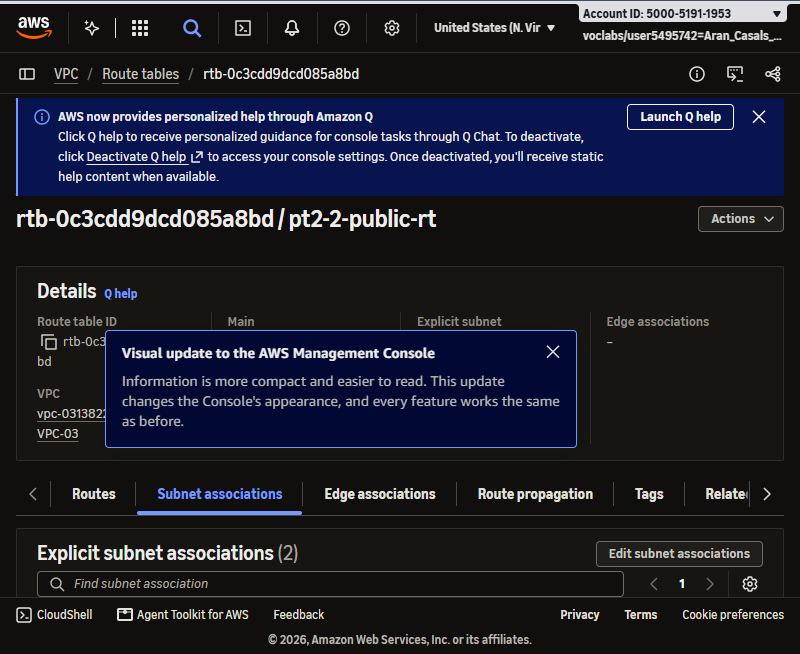 aws
United States (N. Vir
Account ID: 5000-5191-1953
voclabs/user5495742=Aran_Casals_...
VPC / Route tables / rtb-0c3cdd9dcd085a8bd
AWS now provides personalized help through Amazon Q
Click Q help to receive personalized guidance for console tasks through Q Chat. To deactivate,
click Deactivate Q help to access your console settings. Once deactivated, you'll receive static
help content when available.
Launch Q help
rtb-0c3cdd9dcd085a8bd / pt2-2-public-rt
Actions
Details Q help
Route table ID
rtb-0c3
bd
Main
Explicit subnet
Edge associations
–
VPC
vpc-031382
VPC-03
Visual update to the AWS Management Console
Information is more compact and easier to read. This update
changes the Console's appearance, and every feature works the same
as before.
Routes
Subnet associations
Edge associations
Route propagation
Tags
Relate
Explicit subnet associations (2)
Edit subnet associations
Find subnet association
1
CloudShell
Agent Toolkit for AWS
Feedback
Privacy
Terms
Cookie preferences
© 2026, Amazon Web Services, Inc. or its affiliates.